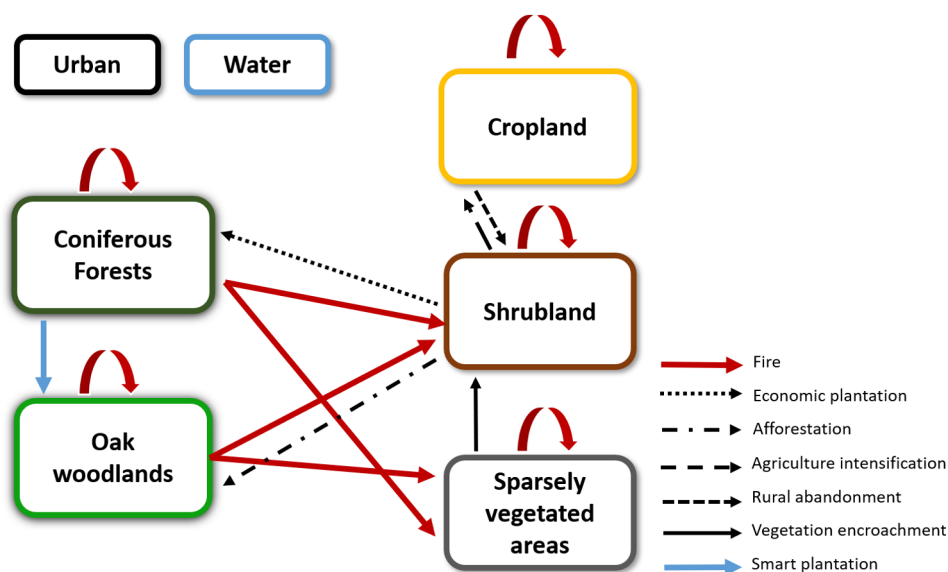 Urban
Water
Cropland
Coniferous
Forests
Shrubland
Oak
woodlands
Sparsely
vegetated
areas
Fire
Economic plantation
Afforestation
Agriculture intensification
Rural abandonment
Vegetation encroachment
Smart plantation